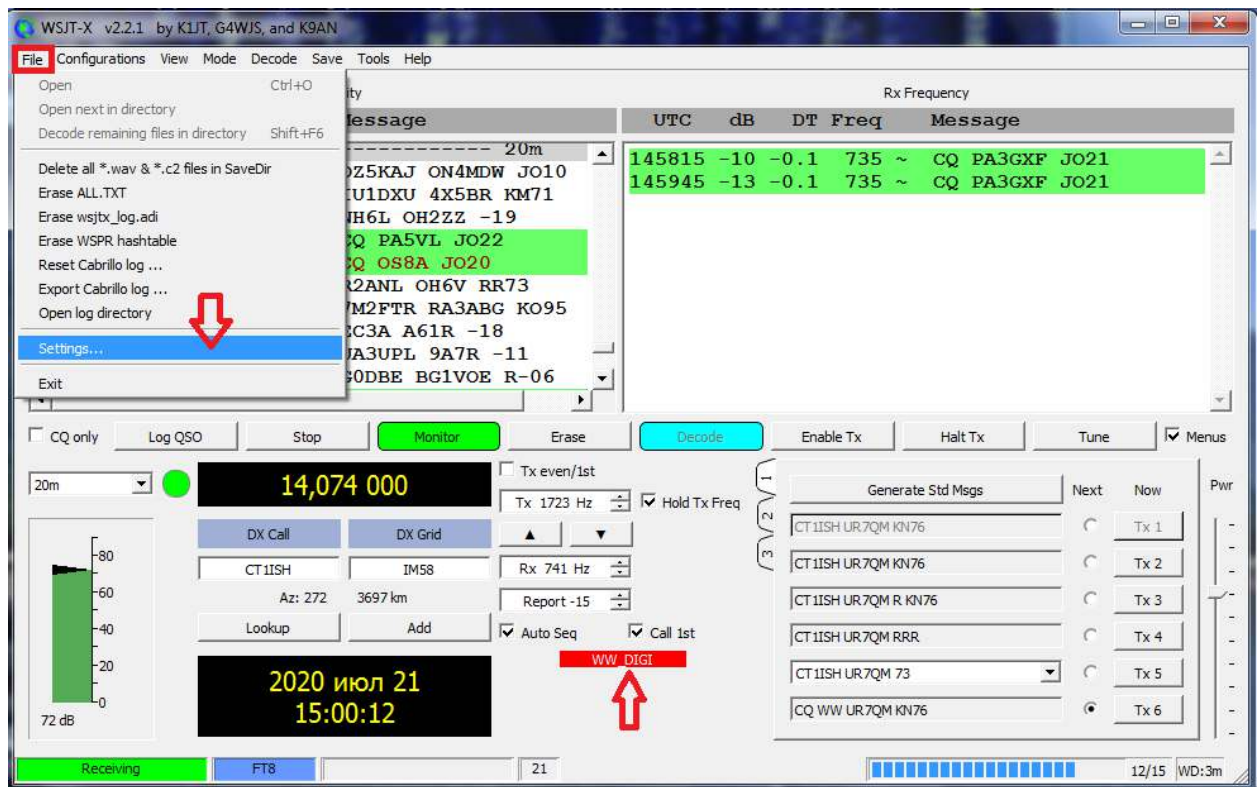 WSJT-X v2.2.1 by K1JT, G4WJS, and K9AN
File Configurations View Mode Decode Save Tools Help
Open Ctrl+O
Open next in directory
Decode remaining files in directory Shift+F6
Delete all *.wav & *.c2 files in SaveDir
Erase ALL.TXT
Erase wsjtx_log.adi
Erase WSPR hashtable
Reset Cabrillo log ...
Export Cabrillo log ...
Open log directory
Settings...
Exit
ity
essage
------------ 20m
Z5KAJ ON4MDW JO10
U1DXU 4X5BR KM71
H6L OH2ZZ -19
CQ PA5VL JO22
CQ OS8A JO20
R2ANL OH6V RR73
M2FTR RA3ABG KO95
C3A A61R -18
A3UPL 9A7R -11
0DBE BG1VOE R-06
Rx Frequency
UTC dB DT Freq Message
145815 -10 -0.1 735 ~ CQ PA3GXF JO21
145945 -13 -0.1 735 ~ CQ PA3GXF JO21
CQ only Log QSO Stop Monitor Erase Decode Enable Tx Halt Tx Tune Menus
20m
14,074 000
Tx even/1st
Tx 1723 Hz Hold Tx Freq
DX Call DX Grid
▲ ▼
CT1ISH IM58
Rx 741 Hz
Az: 272 3697 km
Report -15
Lookup Add
Auto Seq Call 1st
WW_DIGI
2020 июл 21
15:00:12
-80
-60
-40
-20
-0
72 dB
1
2
3
Generate Std Msgs Next Now Pwr
CT1ISH UR7QM KN76 Tx 1
CT1ISH UR7QM KN76 Tx 2
CT1ISH UR7QM R KN76 Tx 3
CT1ISH UR7QM RRR Tx 4
CT1ISH UR7QM 73 Tx 5
CQ WW UR7QM KN76 Tx 6
Receiving FT8 21 12/15 WD:3m